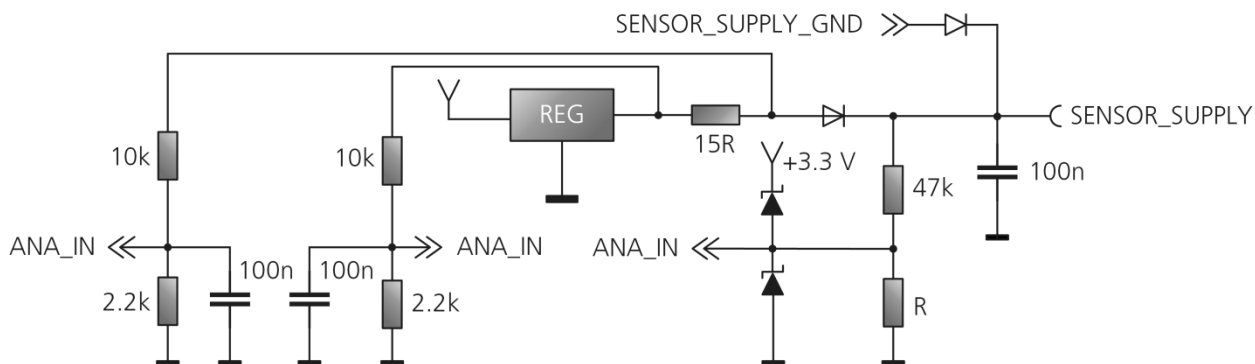 SENSOR_SUPPLY_GND
REG
SENSOR_SUPPLY
15R
10k
10k
+3.3 V
47k
100n
ANA_IN
ANA_IN
ANA_IN
100n
100n
2.2k
2.2k
R